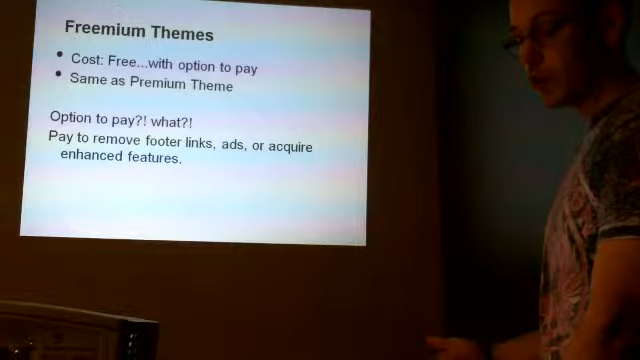 Freemium Themes
• Cost: Free...with option to pay
• Same as Premium Theme
Option to pay?! what?!
Pay to remove footer links, ads, or acquire
enhanced features.